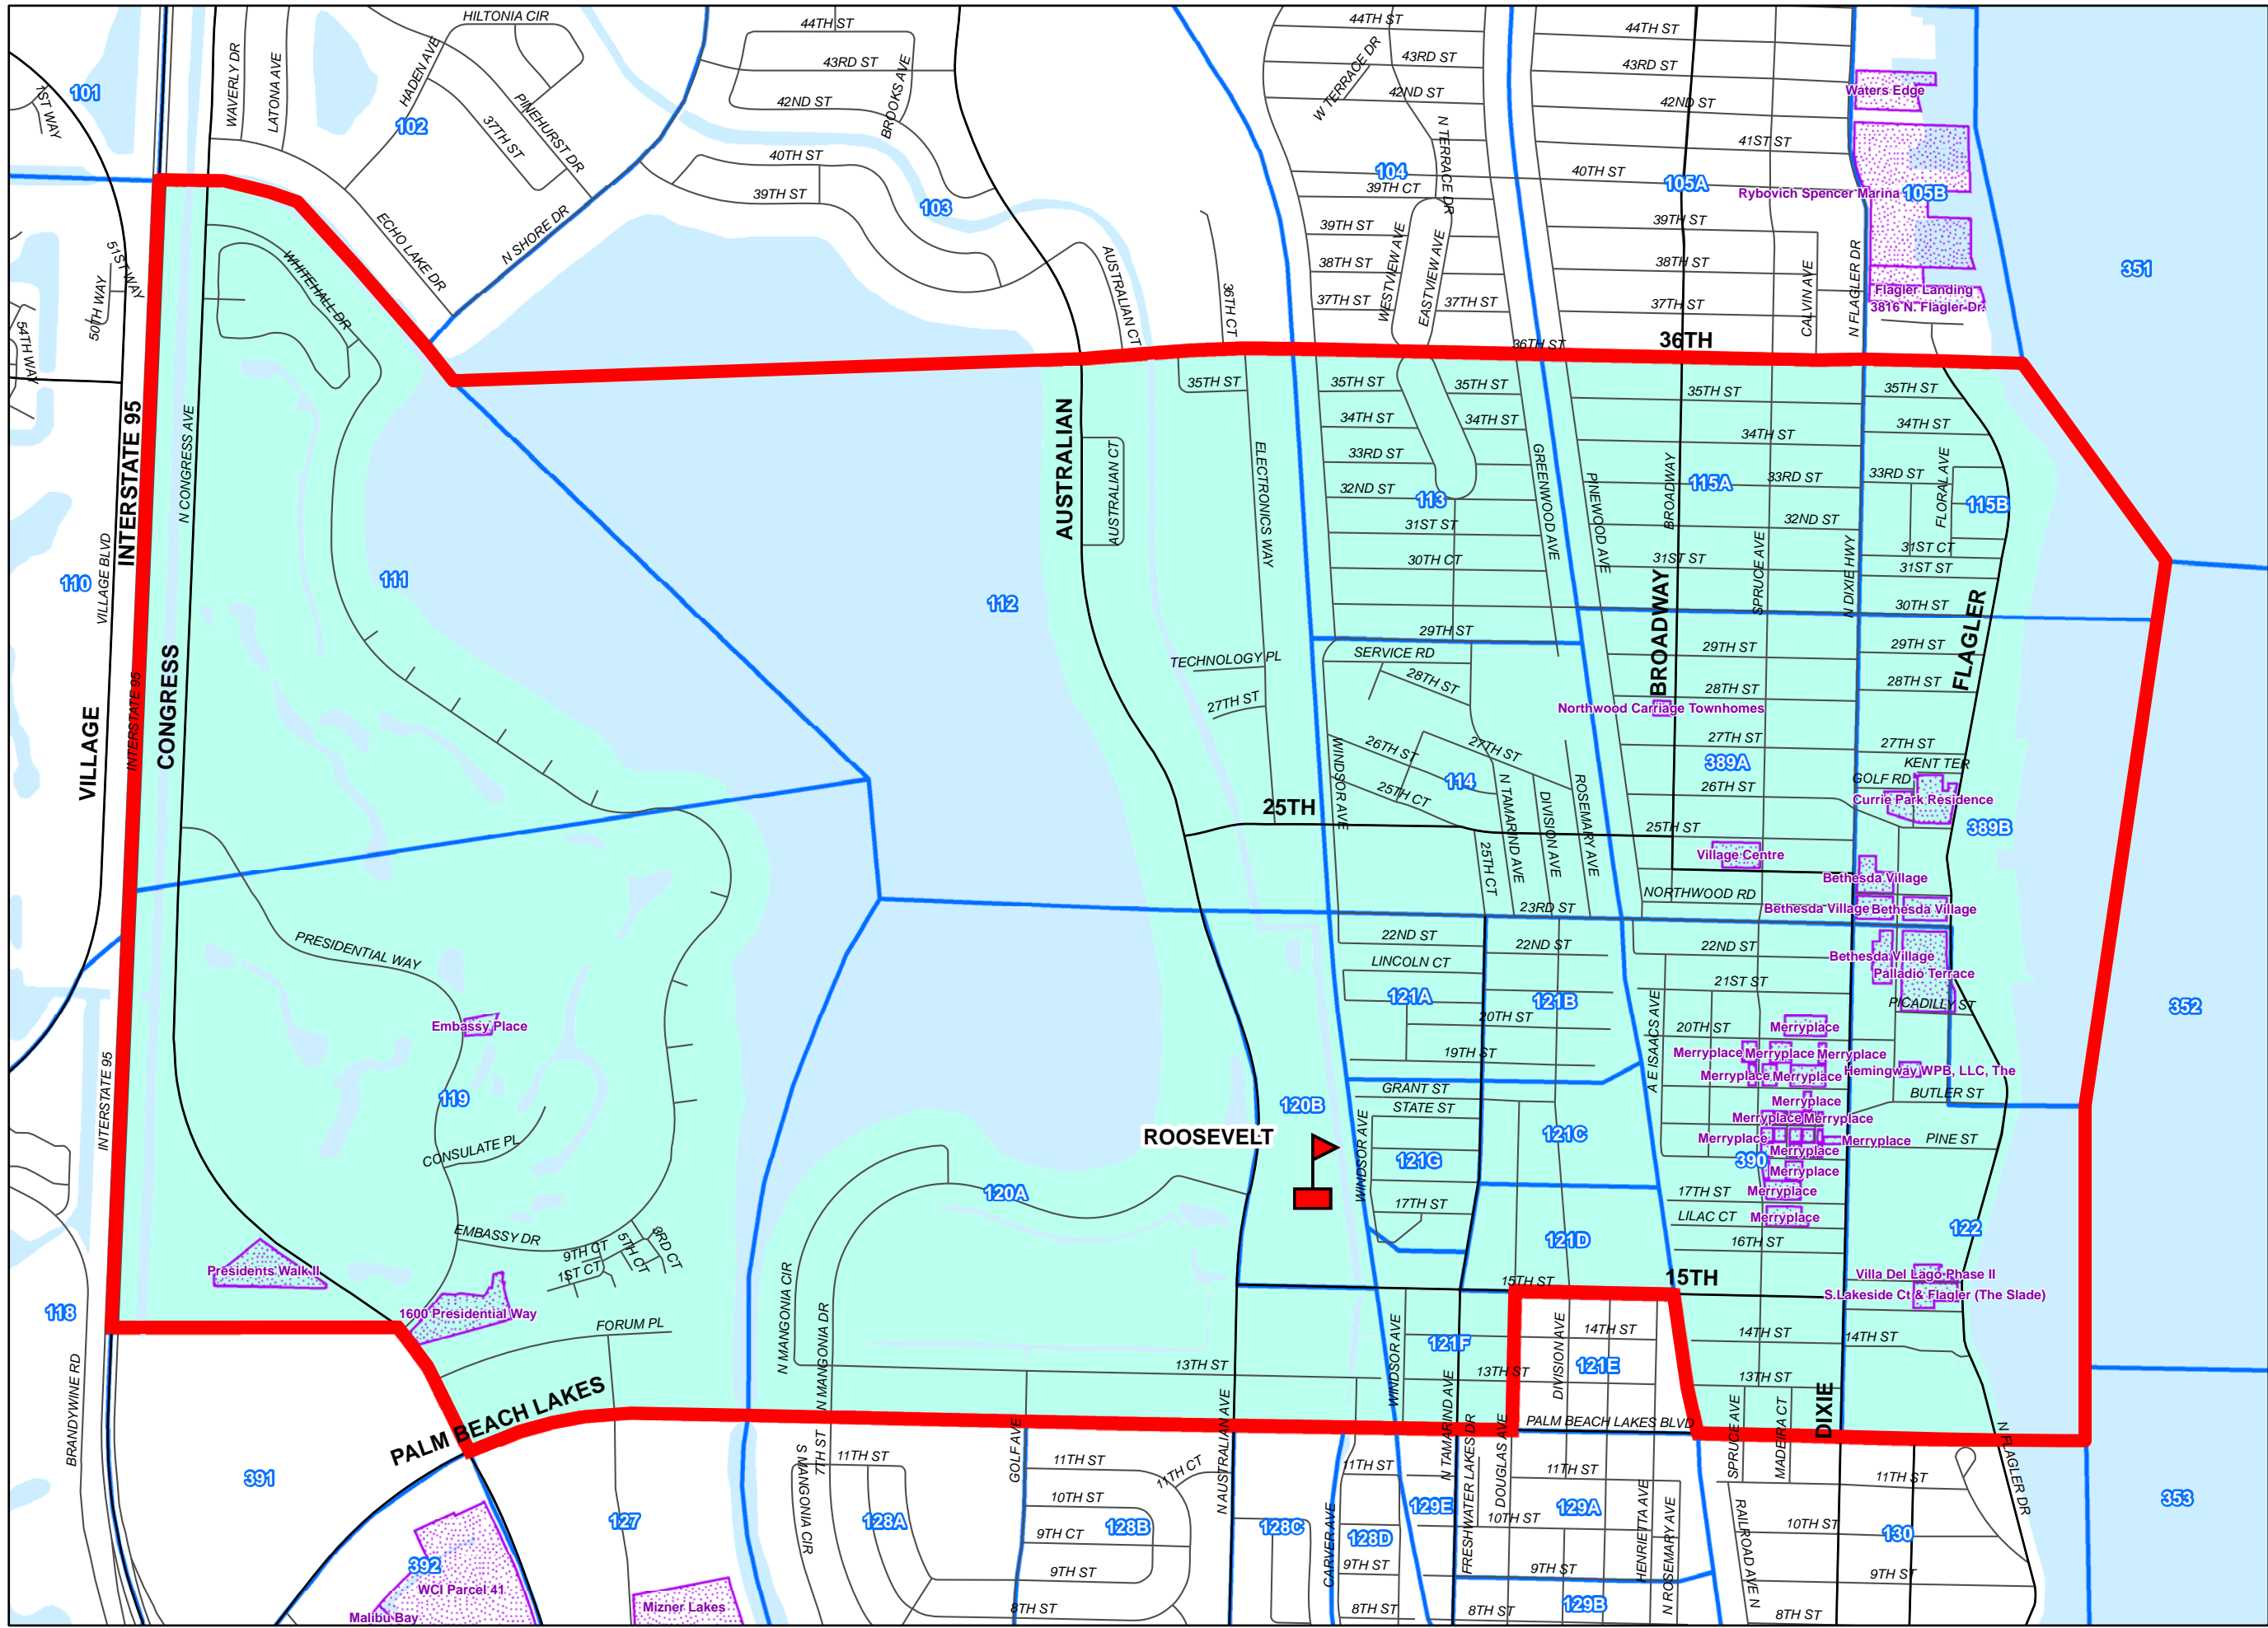 HILTONIA CIR
44TH ST
44TH ST
44TH ST
WAVERLY DR
LATONA AVE
HADEN AVE
43RD ST
BROOKS AVE
W TERRACE DR
43RD ST
43RD ST
101
1ST WAY
102
PINEHURST DR
37TH ST
42ND ST
42ND ST
42ND ST
Waters Edge
N TERRACE DR
41ST ST
40TH ST
104
40TH ST
105A
39TH ST
39TH CT
Rybovich Spencer Marina
105B
103
ECHO LAKE DR
N SHORE DR
39TH ST
39TH ST
51ST WAY
WHITEHALL DR
AUSTRALIAN CT
WESTVIEW AVE
EASTVIEW AVE
38TH ST
38TH ST
CALVIN AVE
N FLAGLER DR
351
50TH WAY
54TH WAY
36TH CT
37TH ST
37TH ST
37TH ST
Flagler Landing
3816 N. Flagler Dr.
36TH ST
36TH
35TH ST
35TH ST
35TH ST
35TH ST
35TH ST
INTERSTATE 95
N CONGRESS AVE
AUSTRALIAN
34TH ST
34TH ST
34TH ST
34TH ST
AUSTRALIAN CT
ELECTRONICS WAY
33RD ST
GREENWOOD AVE
PINEWOOD AVE
BROADWAY
115A
33RD ST
33RD ST
FLORAL AVE
32ND ST
113
115B
31ST ST
32ND ST
110
VILLAGE BLVD
111
112
30TH CT
31ST ST
SPRUCE AVE
N DIXIE HWY
31ST CT
31ST ST
30TH ST
29TH ST
BROADWAY
FLAGLER
TECHNOLOGY PL
SERVICE RD
29TH ST
29TH ST
CONGRESS
INTERSTATE 95
VILLAGE
27TH ST
28TH ST
28TH ST
28TH ST
Northwood Carriage Townhomes
WINDSOR AVE
26TH ST
27TH ST
27TH ST
27TH ST
KENT TER
389A
GOLF RD
114
25TH CT
N TAMARIND AVE
DIVISION AVE
ROSEMARY AVE
26TH ST
Currie Park Residence
25TH
25TH ST
389B
25TH CT
Village Centre
Bethesda Village
NORTHWOOD RD
23RD ST
Bethesda Village
Bethesda Village
PRESIDENTIAL WAY
22ND ST
22ND ST
22ND ST
Bethesda Village
LINCOLN CT
Palladio Terrace
21ST ST
121A
121B
PICADILLY ST
352
Embassy Place
20TH ST
A E ISAACS AVE
20TH ST
Merryplace
19TH ST
Merryplace
Merryplace
Merryplace
INTERSTATE 95
119
GRANT ST
Merryplace
Merryplace
Hemingway WPB, LLC, The
120B
STATE ST
Merryplace
BUTLER ST
ROOSEVELT
121C
Merryplace
Merryplace
CONSULATE PL
WINDSOR AVE
121G
Merryplace
Merryplace
PINE ST
Merryplace
390
Merryplace
120A
17TH ST
17TH ST
Merryplace
LILAC CT
Merryplace
122
EMBASSY DR
9TH CT
5TH CT
3RD CT
1ST CT
121D
16TH ST
Presidents Walk II
15TH ST
15TH
Villa Del Lago Phase II
S.Lakeside Ct & Flagler (The Slade)
118
1600 Presidential Way
FORUM PL
N MANGONIA CIR
N MANGONIA DR
WINDSOR AVE
121F
DIVISION AVE
14TH ST
121E
14TH ST
14TH ST
13TH ST
13TH ST
13TH ST
BRANDYWINE RD
PALM BEACH LAKES
N TAMARIND AVE
PALM BEACH LAKES BLVD
SPRUCE AVE
MADEIRA CT
DIXIE
N FLAGLER DR
391
S MANGONIA CIR
7TH ST
11TH ST
GOLF AVE
11TH ST
11TH CT
N AUSTRALIAN AVE
11TH ST
FRESHWATER LAKES DR
N DOUGLAS AVE
11TH ST
11TH ST
127
128A
10TH ST
128B
128C
CARVER AVE
129E
129A
10TH ST
HENRIETTA AVE
N ROSEMARY AVE
RAILROAD AVE N
10TH ST
130
353
9TH CT
128D
392
WCI Parcel 41
9TH ST
9TH ST
9TH ST
9TH ST
Malibu Bay
Mizner Lakes
8TH ST
8TH ST
8TH ST
129B
8TH ST